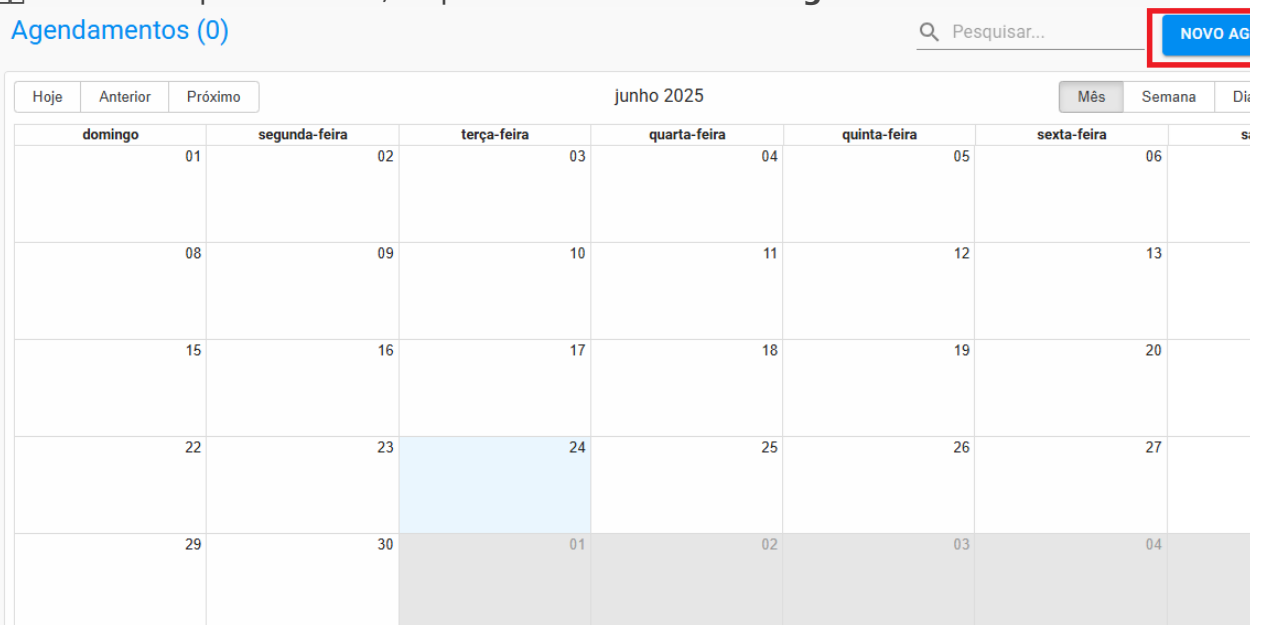 Agendamentos (0)
Pesquisar...
NOVO AG
Hoje Anterior Próximo
junho 2025
Mês Semana Dia
domingo segunda-feira terça-feira quarta-feira quinta-feira sexta-feira
01 02 03 04 05 06
08 09 10 11 12 13
15 16 17 18 19 20
22 23 24 25 26 27
29 30 01 02 03 04